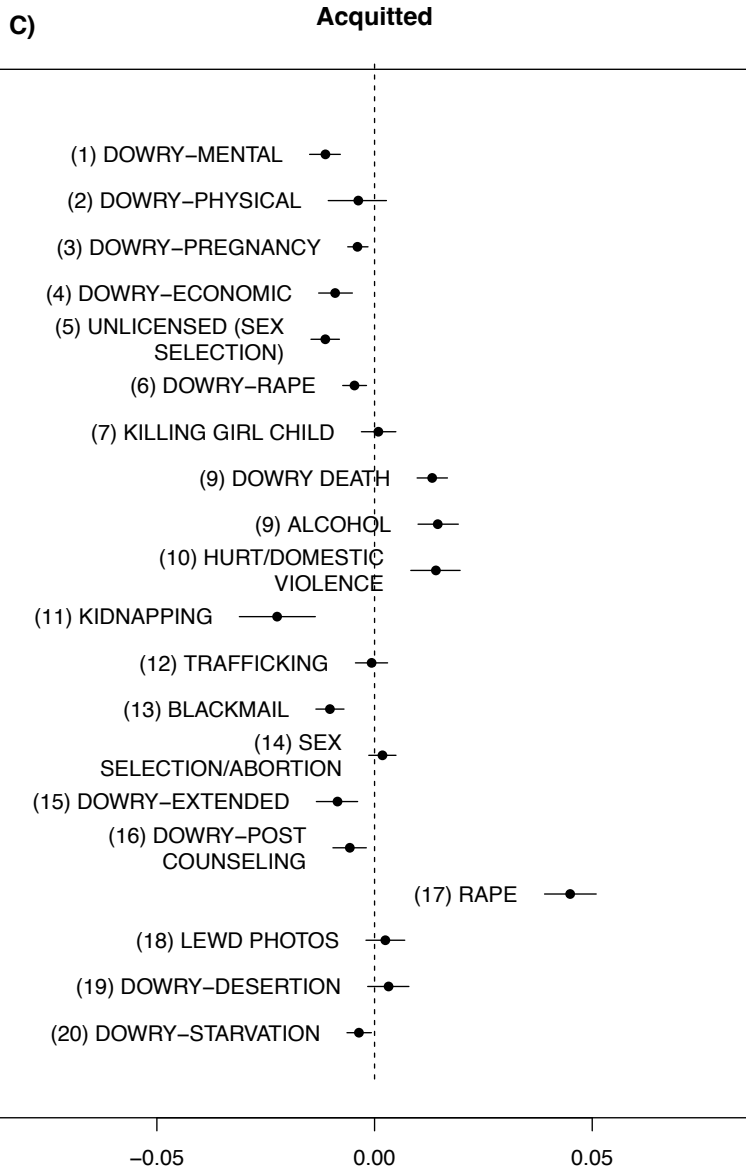 C)
Acquitted
(1) DOWRY−MENTAL
(2) DOWRY−PHYSICAL
(3) DOWRY−PREGNANCY
(4) DOWRY−ECONOMIC
(5) UNLICENSED (SEX
SELECTION)
(6) DOWRY−RAPE
(7) KILLING GIRL CHILD
(9) DOWRY DEATH
(9) ALCOHOL
(10) HURT/DOMESTIC
VIOLENCE
(11) KIDNAPPING
(12) TRAFFICKING
(13) BLACKMAIL
(14) SEX
SELECTION/ABORTION
(15) DOWRY−EXTENDED
(16) DOWRY−POST
COUNSELING
(17) RAPE
(18) LEWD PHOTOS
(19) DOWRY−DESERTION
(20) DOWRY−STARVATION
−0.05 0.00 0.05